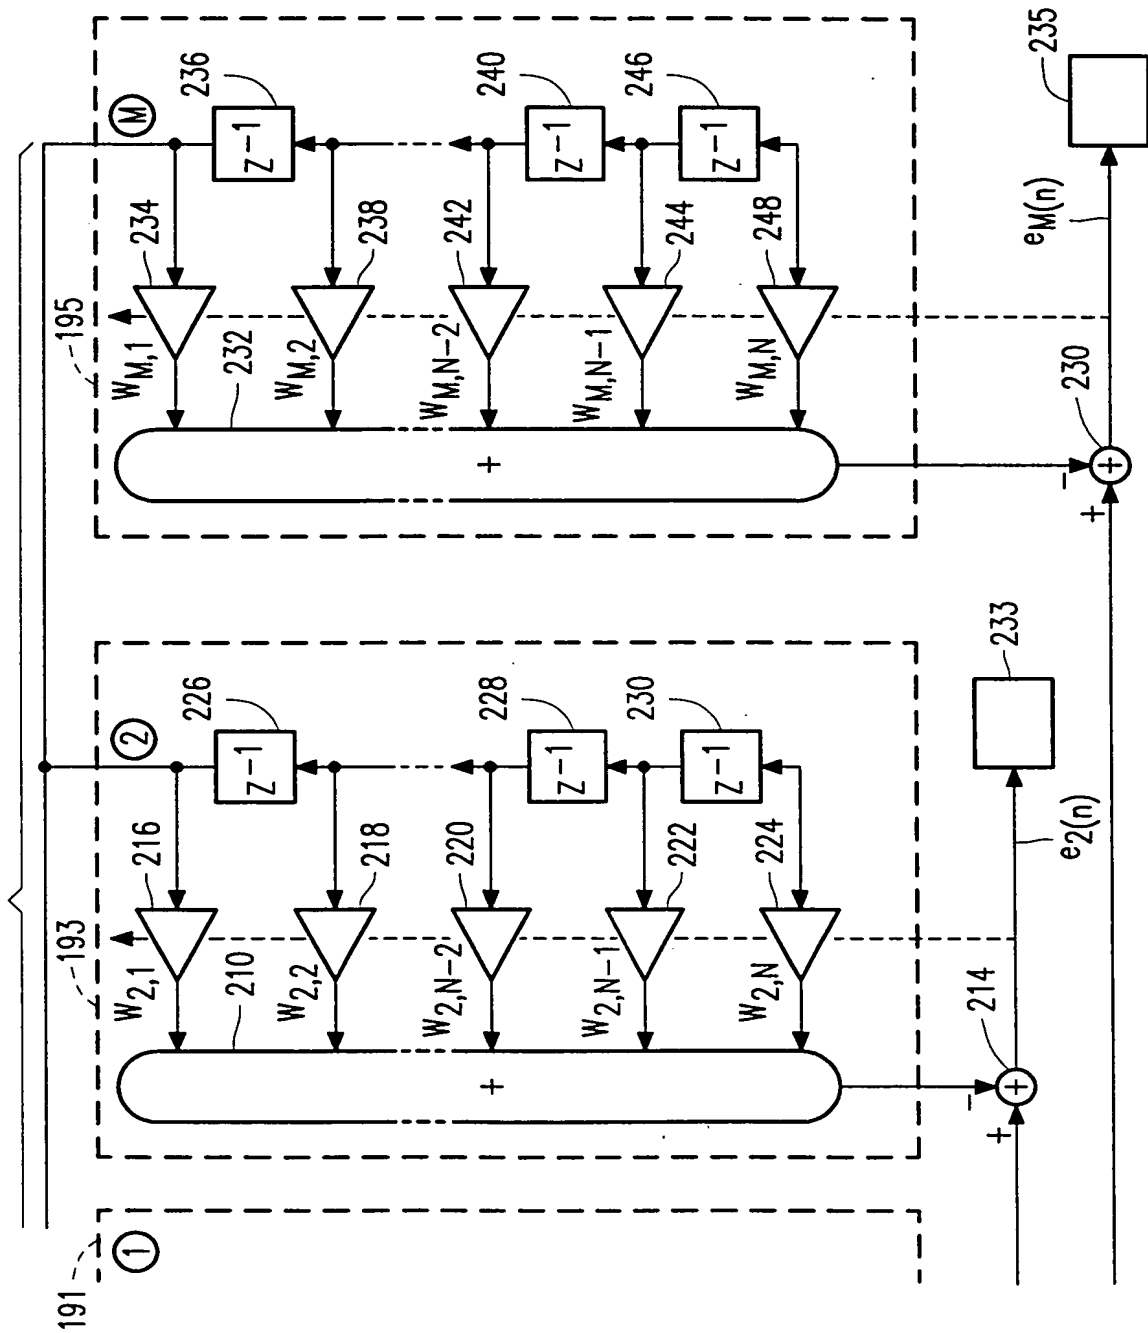 191
1
193
2
W2,1
216
226
210
Z-1
W2,2
218
+
W2,N-2
220
228
Z-1
W2,N-1
222
230
Z-1
W2,N
224
-
+
+
214
e2(n)
233
195
M
WM,1
234
236
232
Z-1
WM,2
238
+
WM,N-2
242
240
Z-1
WM,N-1
244
246
Z-1
WM,N
248
-
+
+
230
eM(n)
235